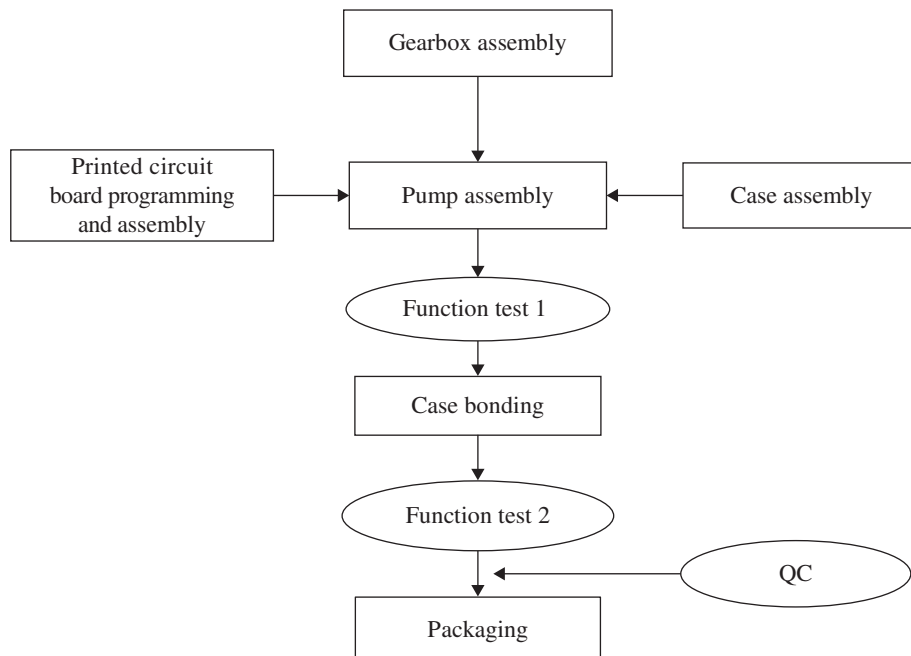 Gearbox assembly
Printed circuit
board programming
and assembly
Pump assembly
Case assembly
Function test 1
Case bonding
Function test 2
QC
Packaging